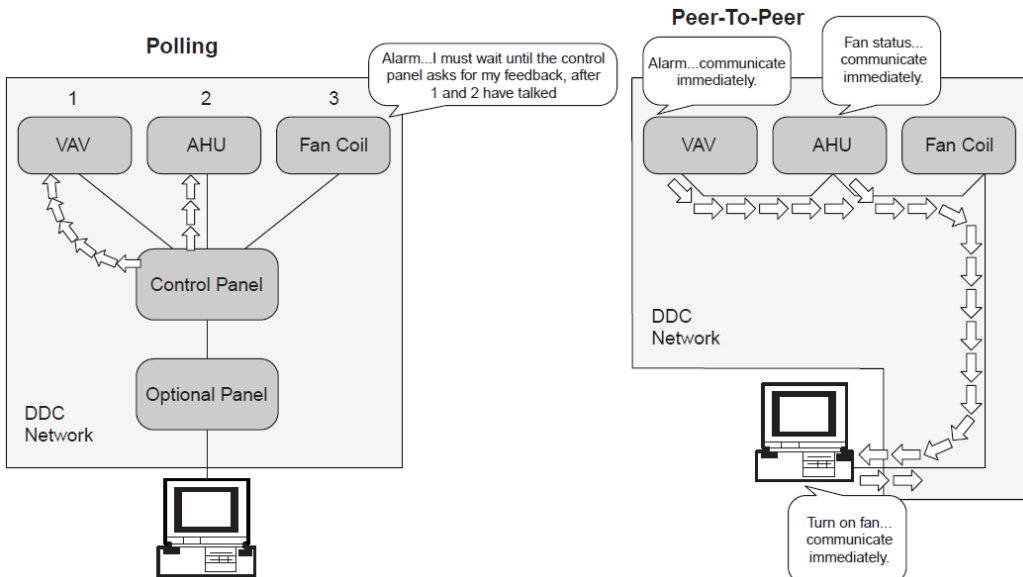 Polling
Alarm...I must wait until the control
panel asks for my feedback, after
1 and 2 have talked
1 2 3
VAV AHU Fan Coil
Control Panel
Optional Panel
DDC
Network
Peer-To-Peer
Alarm...communicate
immediately.
Fan status...
communicate
immediately.
VAV AHU Fan Coil
DDC
Network
Turn on fan...
communicate
immediately.